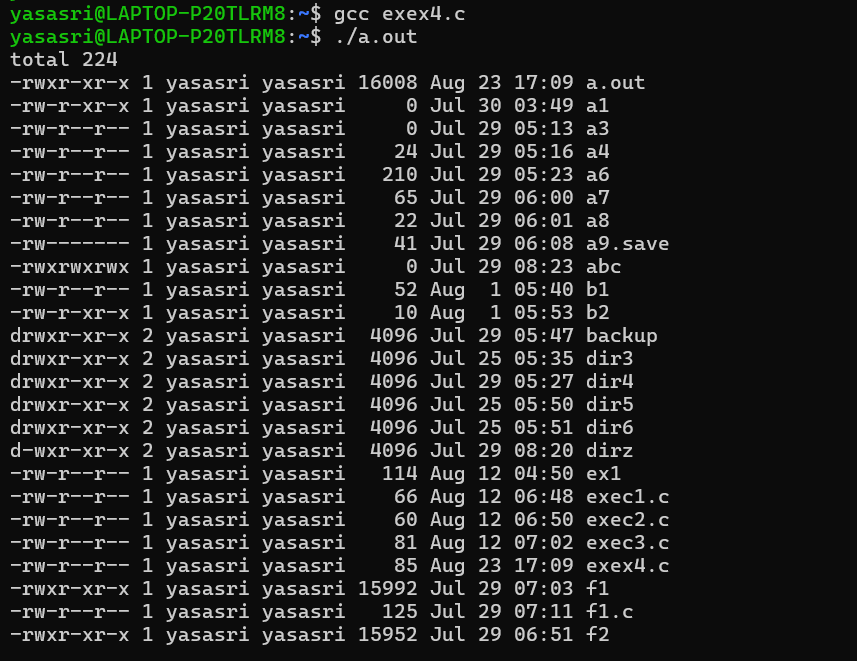 yasasri@LAPTOP-P20TLRM8:~$ gcc exex4.c
yasasri@LAPTOP-P20TLRM8:~$ ./a.out
total 224
-rwxr-xr-x 1 yasasri yasasri 16008 Aug 23 17:09 a.out
-rw-r-xr-x 1 yasasri yasasri     0 Jul 30 03:49 a1
-rw-r--r-- 1 yasasri yasasri     0 Jul 29 05:13 a3
-rw-r--r-- 1 yasasri yasasri    24 Jul 29 05:16 a4
-rw-r--r-- 1 yasasri yasasri   210 Jul 29 05:23 a6
-rw-r--r-- 1 yasasri yasasri    65 Jul 29 06:00 a7
-rw-r--r-- 1 yasasri yasasri    22 Jul 29 06:01 a8
-rw------- 1 yasasri yasasri    41 Jul 29 06:08 a9.save
-rwxrwxrwx 1 yasasri yasasri     0 Jul 29 08:23 abc
-rw-r--r-- 1 yasasri yasasri    52 Aug  1 05:40 b1
-rw-r-xr-x 1 yasasri yasasri    10 Aug  1 05:53 b2
drwxr-xr-x 2 yasasri yasasri  4096 Jul 29 05:47 backup
drwxr-xr-x 2 yasasri yasasri  4096 Jul 25 05:35 dir3
drwxr-xr-x 2 yasasri yasasri  4096 Jul 29 05:27 dir4
drwxr-xr-x 2 yasasri yasasri  4096 Jul 25 05:50 dir5
drwxr-xr-x 2 yasasri yasasri  4096 Jul 25 05:51 dir6
d-wxr-xr-x 2 yasasri yasasri  4096 Jul 29 08:20 dirz
-rw-r--r-- 1 yasasri yasasri   114 Aug 12 04:50 ex1
-rw-r--r-- 1 yasasri yasasri    66 Aug 12 06:48 exec1.c
-rw-r--r-- 1 yasasri yasasri    60 Aug 12 06:50 exec2.c
-rw-r--r-- 1 yasasri yasasri    81 Aug 12 07:02 exec3.c
-rw-r--r-- 1 yasasri yasasri    85 Aug 23 17:09 exex4.c
-rwxr-xr-x 1 yasasri yasasri 15992 Jul 29 07:03 f1
-rw-r--r-- 1 yasasri yasasri   125 Jul 29 07:11 f1.c
-rwxr-xr-x 1 yasasri yasasri 15952 Jul 29 06:51 f2